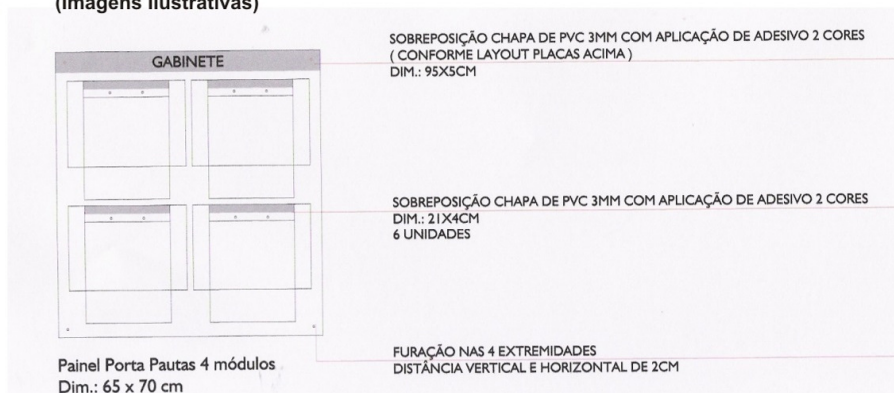 (Imagens ilustrativas)
GABINETE
SOBREPOSIÇÃO CHAPA DE PVC 3MM COM APLICAÇÃO DE ADESIVO 2 CORES
( CONFORME LAYOUT PLACAS ACIMA )
DIM.: 95X5CM
SOBREPOSIÇÃO CHAPA DE PVC 3MM COM APLICAÇÃO DE ADESIVO 2 CORES
DIM.: 21X4CM
6 UNIDADES
FURAÇÃO NAS 4 EXTREMIDADES
DISTÂNCIA VERTICAL E HORIZONTAL DE 2CM
Painel Porta Pautas 4 módulos
Dim.: 65 x 70 cm